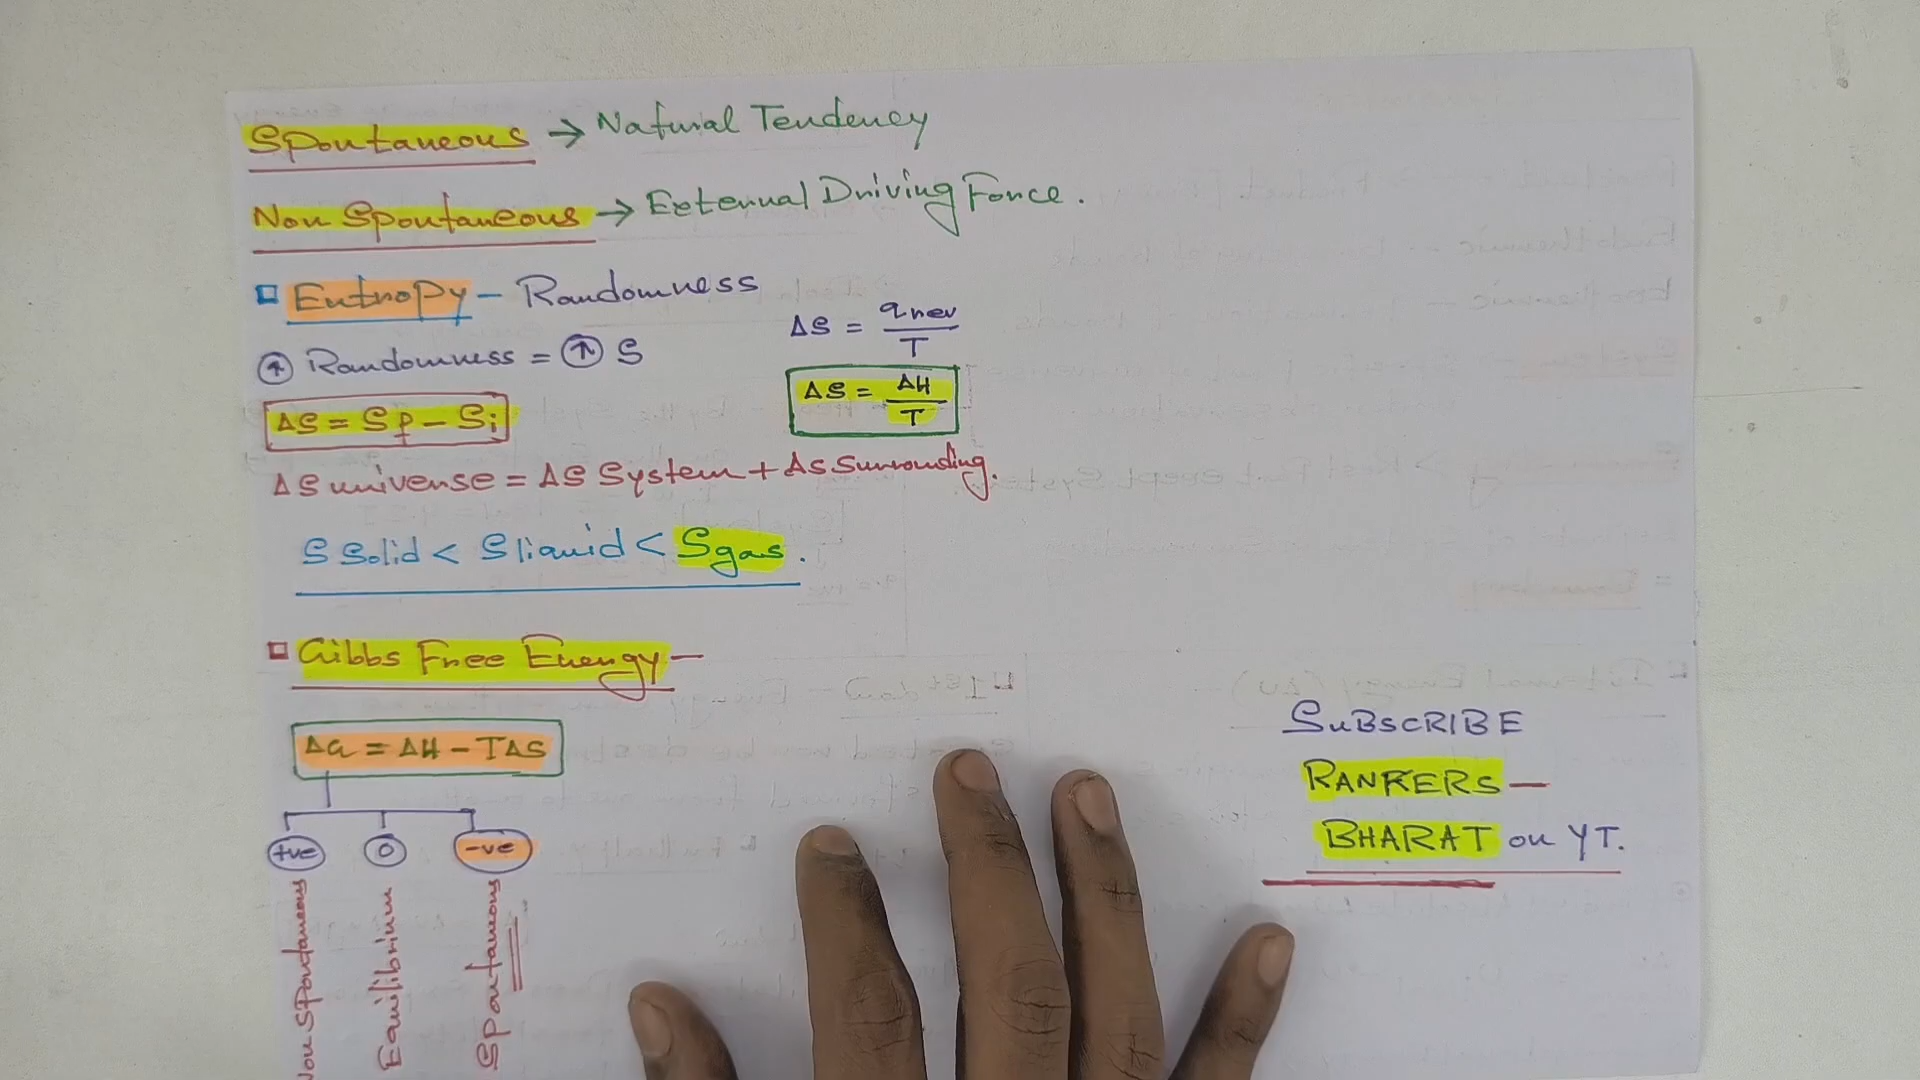 Spontaneous → Natural Tendency
Non Spontaneous → External Driving Force.
Entropy - Randomness
ΔS = qrev / T
↑ Randomness = ↑ S
ΔS = ΔH / T
ΔS = Sf - Si
ΔS universe = ΔS System + ΔS Surrounding.
S Solid < S liquid < Sgas.
Gibbs Free Energy -
ΔG = ΔH - TΔS
+ve 0 -ve
Non Spontaneous
Equilibrium
Spontaneous
SUBSCRIBE
RANKERS -
BHARAT on YT.